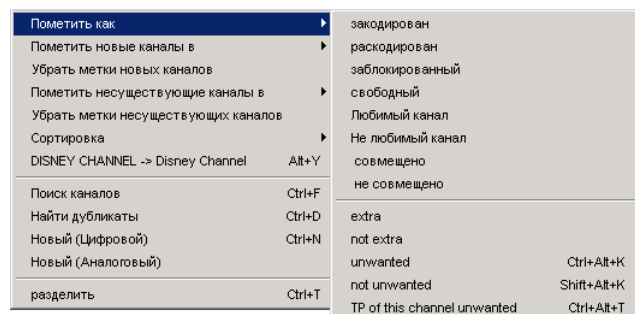 Пометить как
Пометить новые каналы в
Убрать метки новых каналов
Пометить несуществующие каналы в
Убрать метки несуществующих каналов
Сортировка
DISNEY CHANNEL -> Disney Channel Alt+Y
Поиск каналов Ctrl+F
Найти дубликаты Ctrl+D
Новый (Цифровой) Ctrl+N
Новый (Аналоговый)
разделить Ctrl+T
закодирован
раскодирован
заблокированный
свободный
Любимый канал
Не любимый канал
совмещено
не совмещено
extra
not extra
unwanted Ctrl+Alt+K
not unwanted Shift+Alt+K
TP of this channel unwanted Ctrl+Alt+T